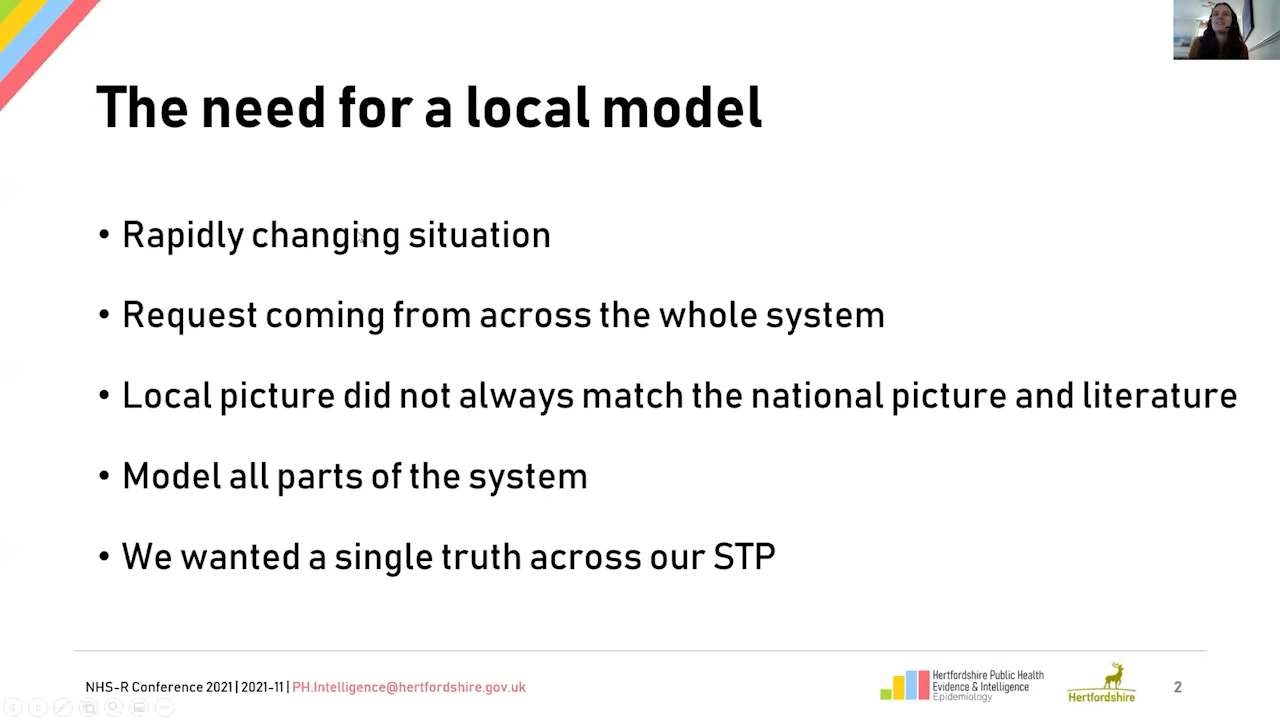 The need for a local model
• Rapidly changing situation
• Request coming from across the whole system
• Local picture did not always match the national picture and literature
• Model all parts of the system
• We wanted a single truth across our STP
NHS-R Conference 2021 | 2021-11 | PH.Intelligence@hertfordshire.gov.uk
Hertfordshire Public Health
Evidence & Intelligence
Epidemiology
Hertfordshire
2